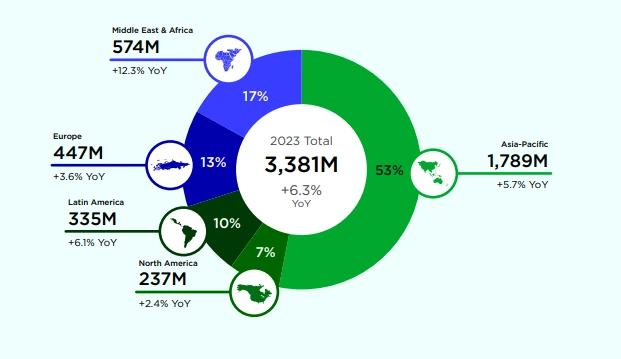 Middle East & Africa
574M
+12.3% YoY
17%
Europe
447M
+3.6% YoY
13%
Latin America
335M
+6.1% YoY
10%
North America
237M
+2.4% YoY
7%
2023 Total
3,381M
+6.3%
YoY
53%
Asia-Pacific
1,789M
+5.7% YoY